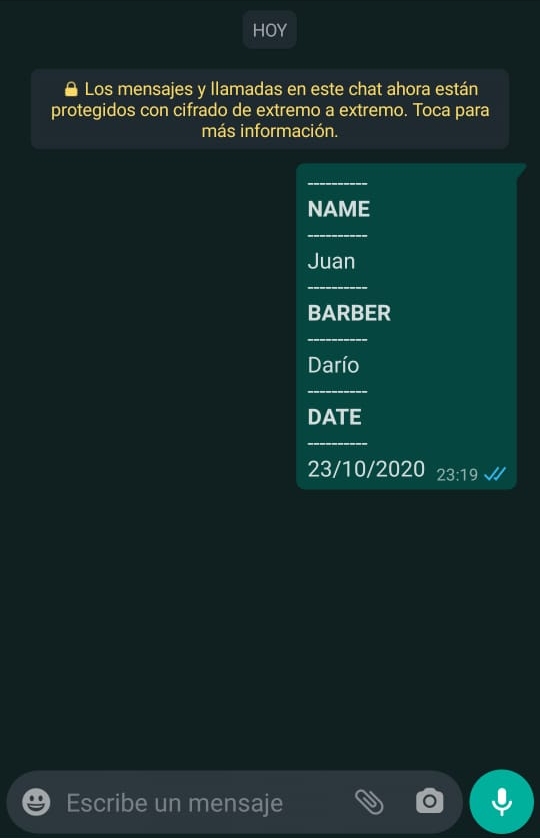 HOY
Los mensajes y llamadas en este chat ahora están
protegidos con cifrado de extremo a extremo. Toca para
más información.
----------
NAME
----------
Juan
----------
BARBER
----------
Darío
----------
DATE
----------
23/10/2020 23:19
Escribe un mensaje